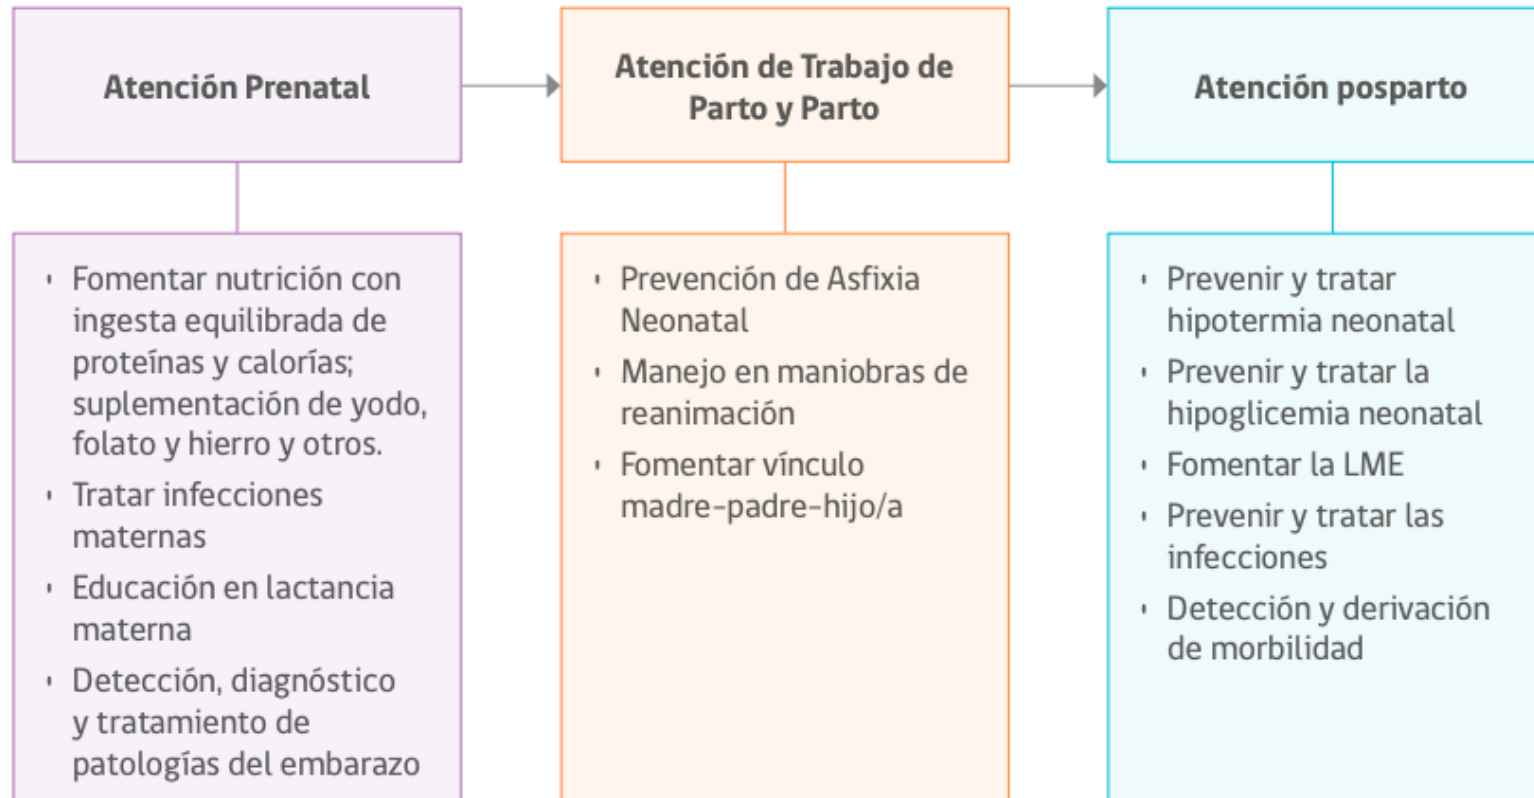 Atención Prenatal
Atención de Trabajo de
Parto y Parto
Atención posparto
Fomentar nutrición con
ingesta equilibrada de
proteínas y calorías;
suplementación de yodo,
folato y hierro y otros.
Tratar infecciones
maternas
Educación en lactancia
materna
Detección, diagnóstico
y tratamiento de
patologías del embarazo
Prevención de Asfixia
Neonatal
Manejo en maniobras de
reanimación
Fomentar vínculo
madre-padre-hijo/a
Prevenir y tratar
hipotermia neonatal
Prevenir y tratar la
hipoglicemia neonatal
Fomentar la LME
Prevenir y tratar las
infecciones
Detección y derivación
de morbilidad